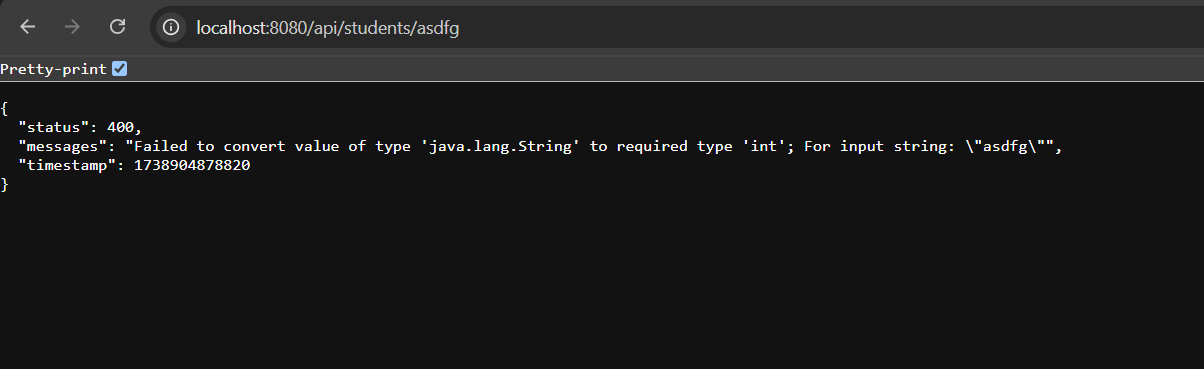 localhost:8080/api/students/asdfg
Pretty-print
{
  "status": 400,
  "messages": "Failed to convert value of type 'java.lang.String' to required type 'int'; For input string: \"asdfg\"",
  "timestamp": 1738904878820
}